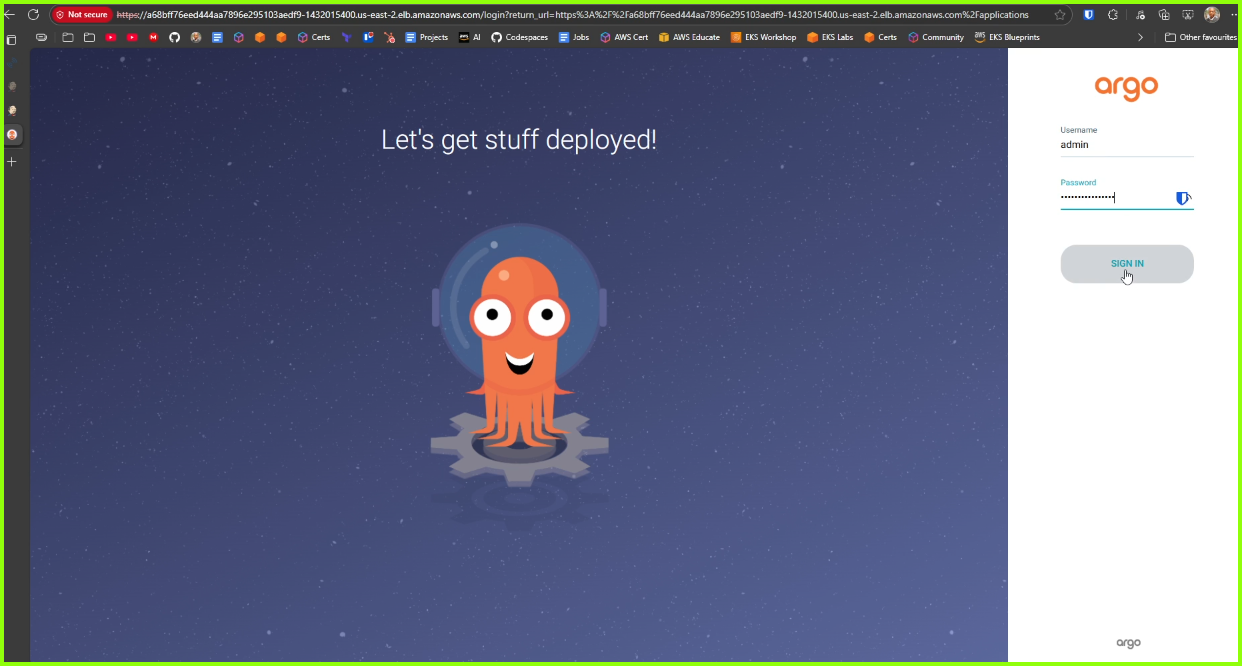 Not secure
https://a68bff76eed444aa7896e295103aedf9-1432015400.us-east-2.elb.amazonaws.com/login?return_url=https%3A%2F%2Fa68bff76eed444aa7896e295103aedf9-1432015400.us-east-2.elb.amazonaws.com%2Fapplications
Certs
Projects
AI
Codespaces
Jobs
AWS Cert
AWS Educate
EKS Workshop
EKS Labs
Certs
Community
EKS Blueprints
Other favourites
Let's get stuff deployed!
argo
Username
admin
Password
SIGN IN
argo